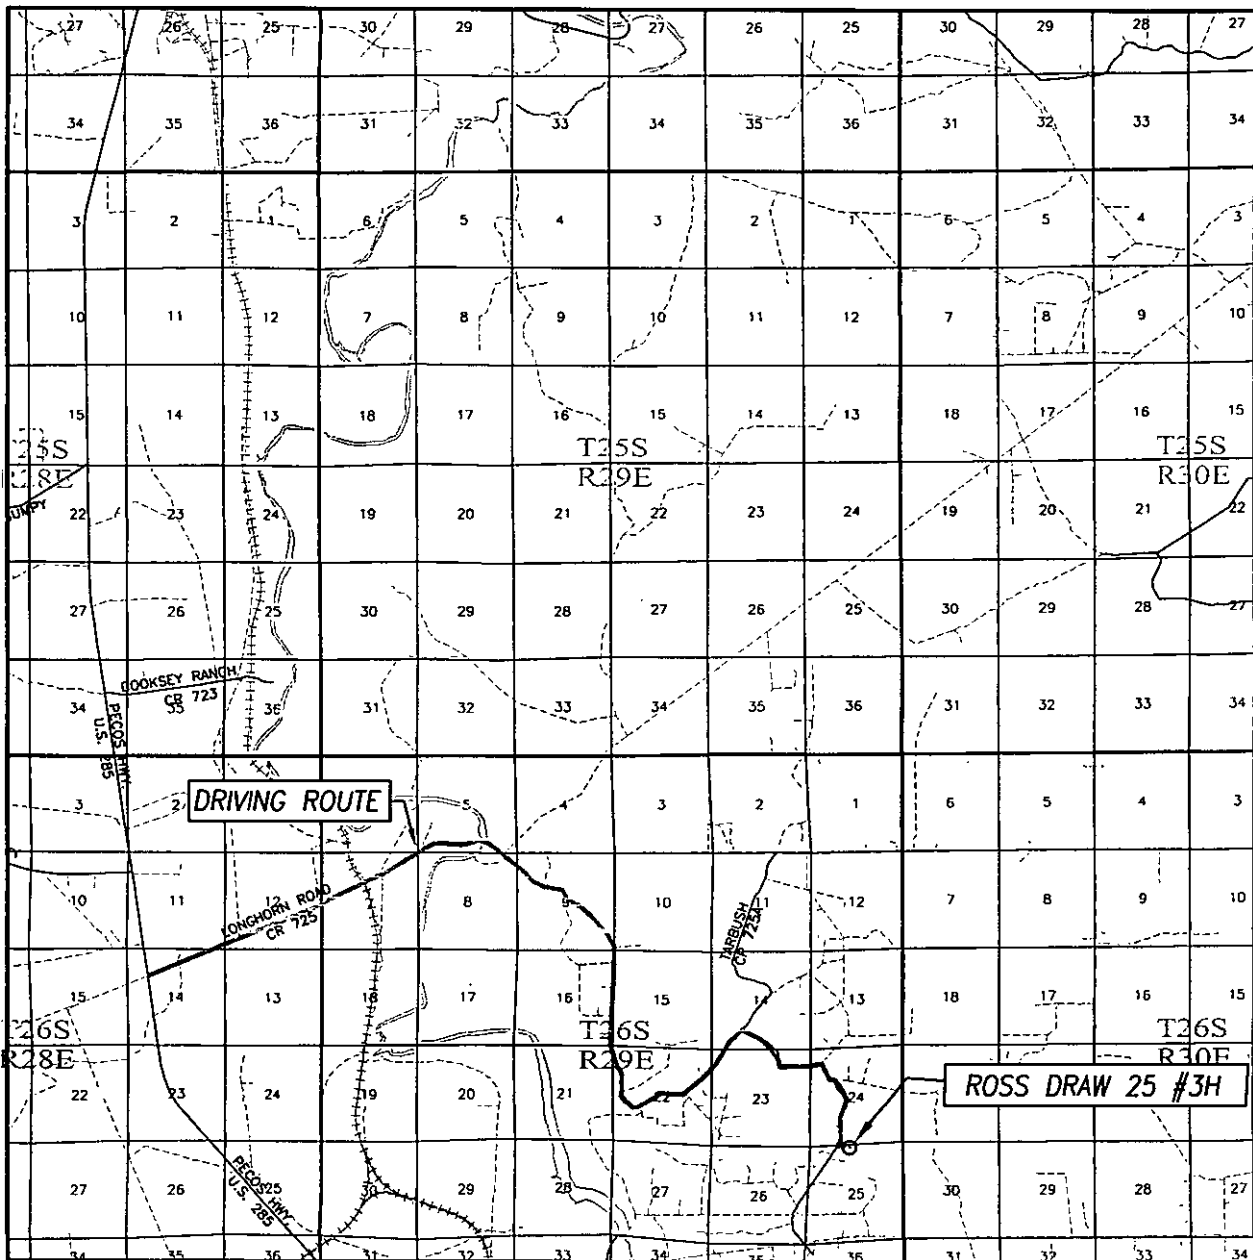 27 26 25 30 29 28 27 26 25 30 29 28 27
34 35 36 31 32 33 34 35 36 31 32 33 34
3 2 1 6 5 4 3 2 1 6 5 4 3
10 11 12 7 8 9 10 11 12 7 8 9 10
15 14 13 18 17 16 15 14 13 18 17 16 15
T25S T25S
R29E R30E
22 23 24 19 20 21 22 23 24 19 20 21 22
27 26 25 30 29 28 27 26 25 30 29 28 27
COOKSEY RANCH
CR 723
34 35 36 31 32 33 34 35 36 31 32 33 34
PECOS HWY.
U.S. 285
3 2 5 4 3 2 1 6 5 4 3
DRIVING ROUTE
10 11 12 8 9 10 11 12 7 8 9 10
LONGHORN ROAD
CR 725
TARBUSH
CR 725A
15 14 13 18 17 16 15 14 13 18 17 16 15
T26S T26S T26S
R28E R29E R30E
22 23 24 19 20 21 22 23 24
ROSS DRAW 25 #3H
27 26 25 30 29 28 27 26 25 30 29 28 27
PECOS HWY.
U.S. 285
34 35 36 31 32 33 34 35 36 31 32 33 34